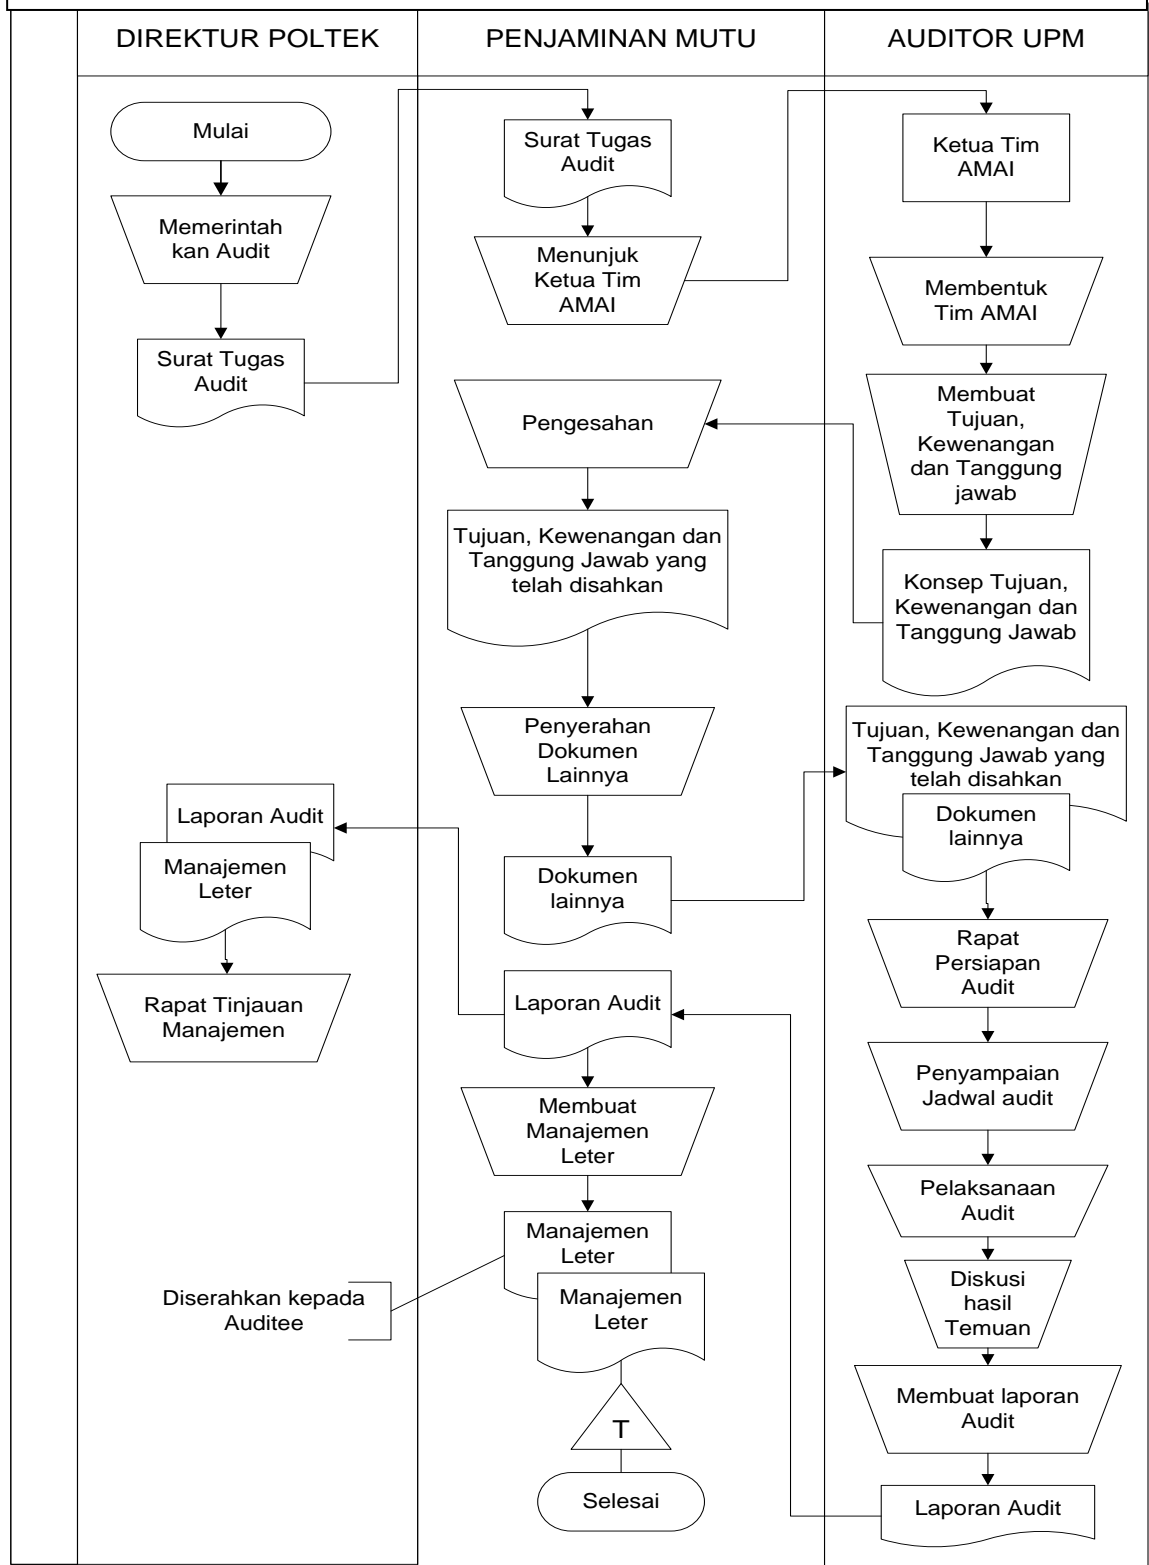 DIREKTUR POLTEK
PENJAMINAN MUTU
AUDITOR UPM
Mulai
Memerintah
kan Audit
Surat Tugas
Audit
Surat Tugas
Audit
Menunjuk
Ketua Tim
AMAI
Ketua Tim
AMAI
Membentuk
Tim AMAI
Membuat
Tujuan,
Kewenangan
dan Tanggung
jawab
Konsep Tujuan,
Kewenangan dan
Tanggung Jawab
Pengesahan
Tujuan, Kewenangan dan
Tanggung Jawab yang
telah disahkan
Penyerahan
Dokumen
Lainnya
Dokumen
lainnya
Tujuan, Kewenangan dan
Tanggung Jawab yang
telah disahkan
Dokumen
lainnya
Rapat
Persiapan
Audit
Penyampaian
Jadwal audit
Pelaksanaan
Audit
Diskusi
hasil
Temuan
Membuat laporan
Audit
Laporan Audit
Laporan Audit
Laporan Audit
Manajemen
Leter
Rapat Tinjauan
Manajemen
Membuat
Manajemen
Leter
Manajemen
Leter
Manajemen
Leter
Diserahkan kepada
Auditee
T
Selesai